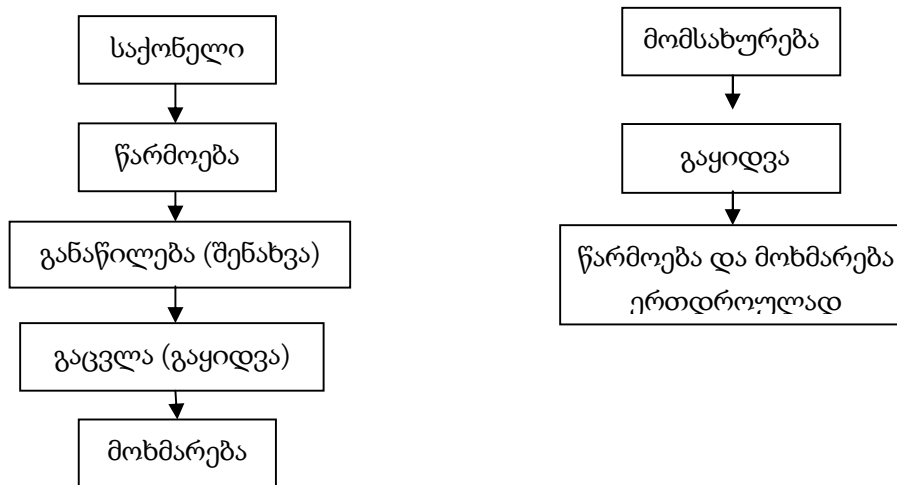 საქონელი
წარმოება
განაწილება (შენახვა)
გაცვლა (გაყიდვა)
მოხმარება
მომსახურება
გაყიდვა
წარმოება და მოხმარება
ერთდროულად